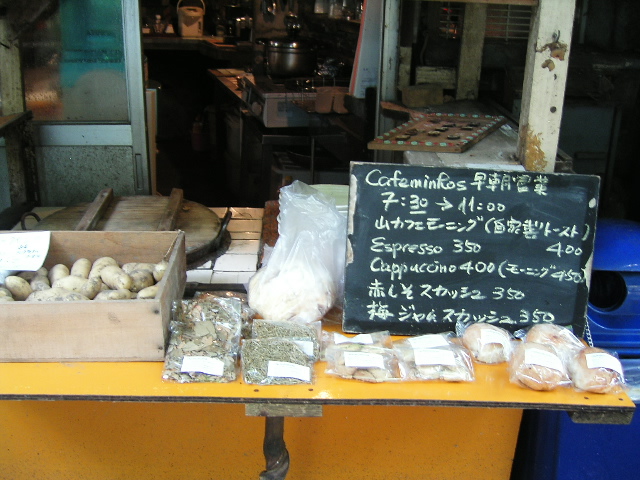 Cafeminkos 早朝営業
7:30 → 11:00
山カフェモーニング(自家製トースト)
400
Espresso 350
Cappuccino 400 (モーニング450)
赤しそスカッシュ 350
梅ジャムスカッシュ 350